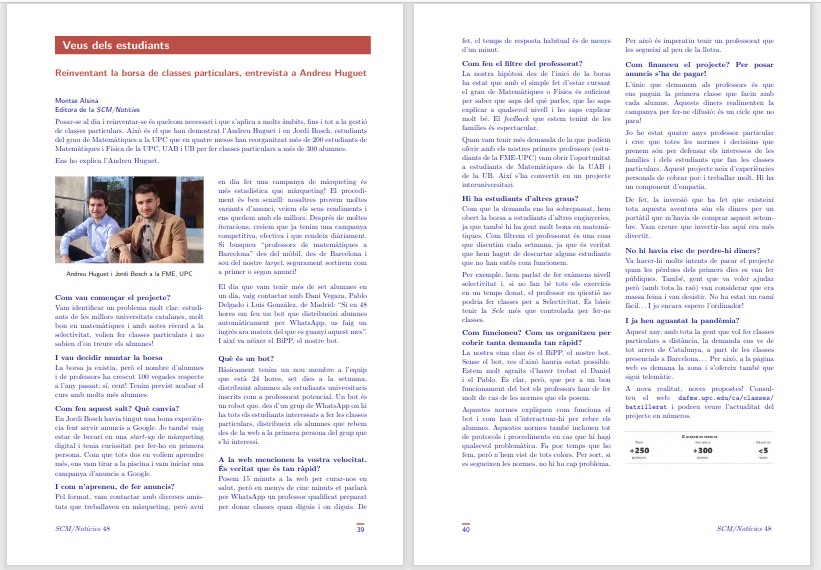 Veus dels estudiants
Reinventant la borsa de classes particulars, entrevista a Andreu Huguet
Montse Alsina
Editora de la SCM/Notícies
Posar-se al dia i reinventar-se és quelcom necessari i que s'aplica a molts àmbits, fins i tot a la gestió
de classes particulars. Això és el que han demostrat l'Andreu Huguet i en Jordi Bosch, estudiants
del grau de Matemàtiques a la UPC que en quatre mesos han reorganitzat més de 200 estudiants de
Matemàtiques i Física de la UPC, UAB i UB per fer classes particulars a més de 300 alumnes.
Ens ho explica l'Andreu Huguet.
Andreu Huguet i Jordi Bosch a la FME, UPC
Com vam començar el projecte?
Vam identificar un problema molt clar: estudi-
ants de les millors universitats catalanes, molt
bon en matemàtiques i amb notes rècord a la
selectivitat, volien fer classes particulars i no
sabien d'on treure els alumnes!
I van decidir muntar la borsa
La borsa ja existia, però el nombre d'alumnes
i de professors ha crescut 100 vegades respecte
a l'any passat; sí, cent! Tenim previst acabar el
curs amb molts més alumnes.
Com feu aquest salt? Què canvia?
En Jordi Bosch havia tingut una bona experièn-
cia fent servir anuncis a Google. Jo també vaig
estar de becari en una start-up de màrqueting
digital i tenia curiositat per fer-ho en primera
persona. Com que tots dos en volíem aprendre
més, ens vam tirar a la piscina i vam iniciar una
campanya d'anuncis a Google.
I com n'apreneu, de fer anuncis?
Pel format, vam contactar amb diverses amis-
tats que treballaven en màrqueting, però avui
en dia fer una campanya de màrqueting és
més estadística que màrqueting! El procedi-
ment és ben senzill: nosaltres provem moltes
variants d'anunci, veiem els seus rendiments i
ens quedem amb els millors. Després de moltes
iteracions, creiem que ja tenim una campanya
competitiva, efectiva i que rendeix diàriament.
Si busqueu "professors de matemàtiques a
Barcelona" des del mòbil, des de Barcelona i
sou del nostre target, segurament sortirem com
a primer o segon anunci!
El dia que vam tenir més de set alumnes en
un dia, vaig contactar amb Dani Vegara, Pablo
Delgado i Luis González, de Madrid: "Si en 48
hores em feu un bot que distribueixi alumnes
automàticament per WhatsApp, us faig un
ingrés ara mateix del que es guanyi aquest mes".
I així va néixer el BiPP, el nostre bot.
Què és un bot?
Bàsicament tenim un nou membre a l'equip
que està 24 hores, set dies a la setmana,
distribuint alumnes als estudiants universitaris
inscrits com a professorat potencial. Un bot és
un robot que, des d'un grup de WhatsApp on hi
ha tots els estudiants interessats a fer les classes
particulars, distribueix els alumnes que rebem
des de la web a la primera persona del grup que
s'hi interessi.
A la web mencioneu la vostra velocitat.
És veritat que és tan ràpid?
Posem 15 minuts a la web per curar-nos en
salut, però en menys de cinc minuts et parlarà
per WhatsApp un professor qualificat preparat
per donar classes quan diguis i on diguis. De
SCM/Notícies 48
39
fet, el temps de resposta habitual és de menys
d'un minut.
Com feu el filtre del professorat?
La nostra hipòtesi des de l'inici de la borsa
ha estat que amb el simple fet d'estar cursant
el grau de Matemàtiques o Física és suficient
per saber que saps del què parles, que ho saps
explicar a qualsevol nivell i ho saps explicar
molt bé. El feedback que estem tenint de les
famílies és espectacular.
Quan vam tenir més demanda de la que podíem
oferir amb els nostres primers professors (estu-
diants de la FME-UPC) vam obrir l'oportunitat
a estudiants de Matemàtiques de la UAB i
de la UB. Així s'ha convertit en un projecte
interuniversitari.
Hi ha estudiants d'altres graus?
Com que la demanda ens ha sobrepassat, hem
obert la borsa a estudiants d'altres enginyeries,
ja que també hi ha gent molt bona en matemà-
tiques. Com filtrem el professorat és una cosa
que discutim cada setmana, ja que és veritat
que hem hagut de descartar alguns estudiants
que no han entès com funcionem.
Per exemple, hem parlat de fer exàmens nivell
selectivitat i, si no fan bé tots els exercicis
en un temps donat, el professor en qüestió no
podria fer classes per a Selectivitat. És bàsic
tenir la Sele més que controlada per fer-ne
classes.
Com funcioneu? Com us organitzeu per
cobrir tanta demanda tan ràpid?
La nostra cien cian és el BiPP, el nostre bot.
Sense el bot, res d'això hauria estat possible.
Estem molt agraïts d'haver trobat el Daniel
i el Pablo. És clar, però, que per a un bon
funcionament del bot els professors han de fer
molt de cas de les normes que els posem.
Aquestes normes expliquen com funciona el
bot i com han d'interactuar-hi per rebre els
alumnes. Aquestes normes també inclouen tot
de protocols i procediments en cas que hi hagi
qualsevol problemàtica. Fa poc temps que ho
fem, però n'hem vist de tots colors. Per sort, si
es segueixen les normes, no hi ha cap problema.
Per això és imperatiu tenir un professorat que
les segueixi al peu de la lletra.
Com financeu el projecte? Per posar
anuncis s'ha de pagar!
L'únic que demanem als professors és que
ens paguin la primera classe que facin amb
cada alumne. Aquests diners realimenten la
campanya per fer-ne difusió; és un cicle que no
para!
Jo he estat quatre anys professor particular
i crec que totes les normes i decisions que
prenem són per defensar els interessos de les
famílies i dels estudiants que fan les classes
particulars. Aquest projecte neix d'experiències
personals de cobrar poc i treballar molt. Hi ha
un component d'empatia.
De fet, la inversió que ha fet que existeixi
tota aquesta aventura són els diners per un
portàtil que m'havia de comprar aquest setem-
bre. Vam creure que invertir-los aquí era més
divertit.
No hi havia risc de perdre-hi diners?
Va haver-hi molts intents de parar el projecte
quan les pèrdues dels primers dies es van fer
públiques. També, gent que va voler ajudar
però (amb tota la raó) van considerar que era
massa feina i van desistir. No ha estat un camí
fàcil... I jo encara espero l'ordinador!
I ja heu aguantat la pandèmia?
Aquest any, amb tota la gent que vol fer classes
particulars a distància, la demanda ens ve de
tot arreu de Catalunya, a part de les classes
presencials a Barcelona... Per això, a la pàgina
web es demana la zona i s'ofereix també que
sigui telemàtic.
A nova realitat, noves propostes! Consul-
teu el web: dafme.upc.edu/ca/classes/
batxillerat i podreu veure l'actualitat del
projecte en números.
El projecte en números
+250
+300
<5
40
SCM/Notícies 48